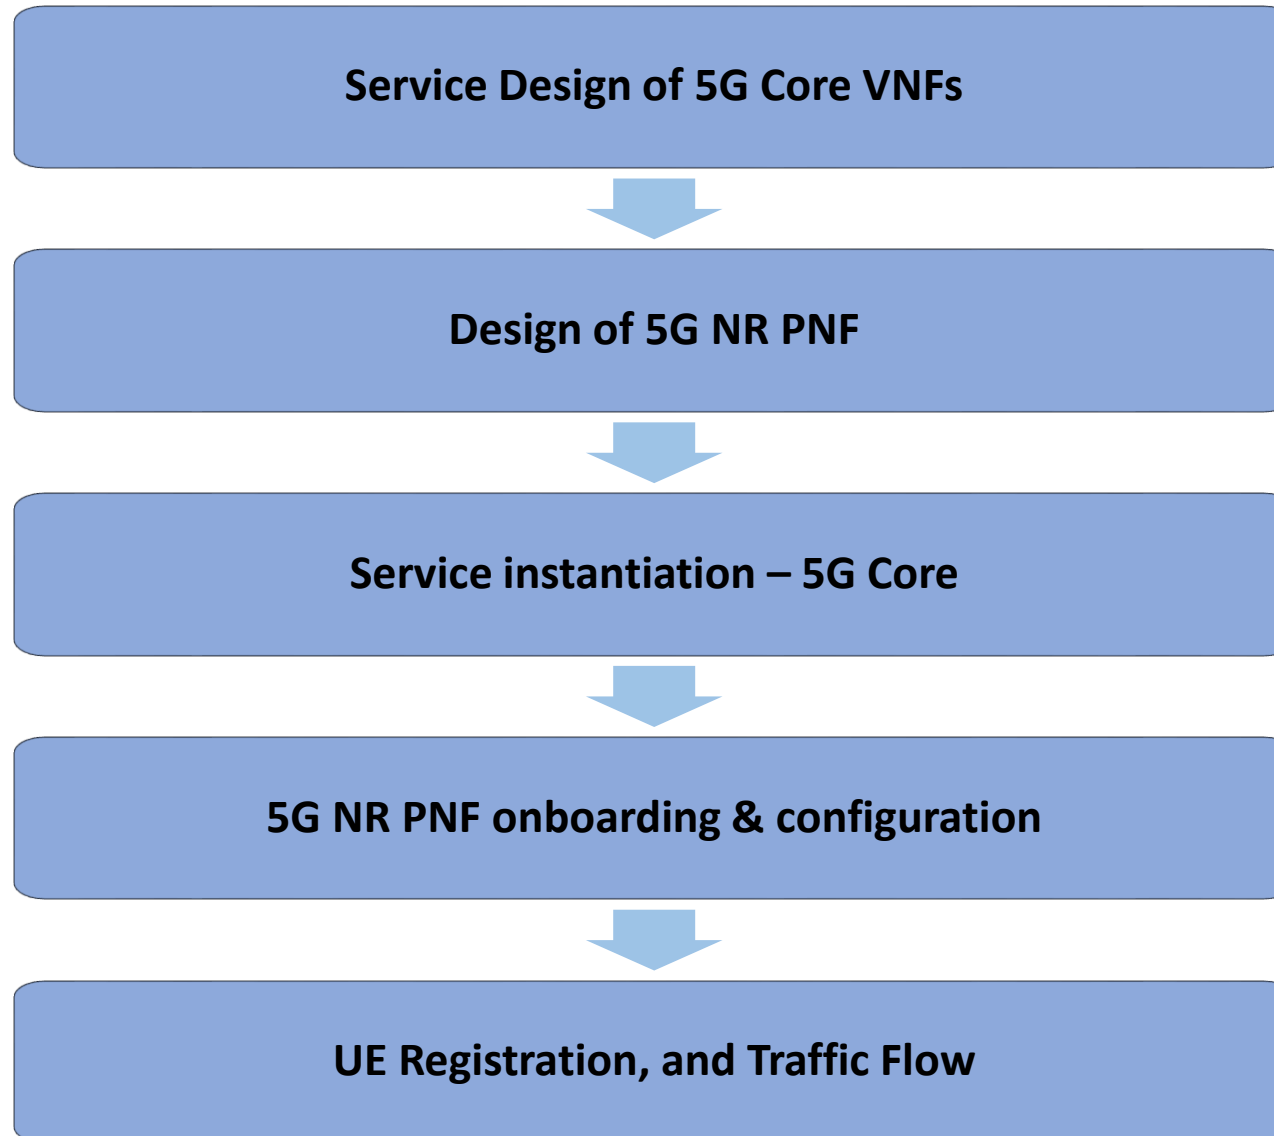 Service Design of 5G Core VNFs
Design of 5G NR PNF
Service instantiation – 5G Core
5G NR PNF onboarding & configuration
UE Registration, and Traffic Flow